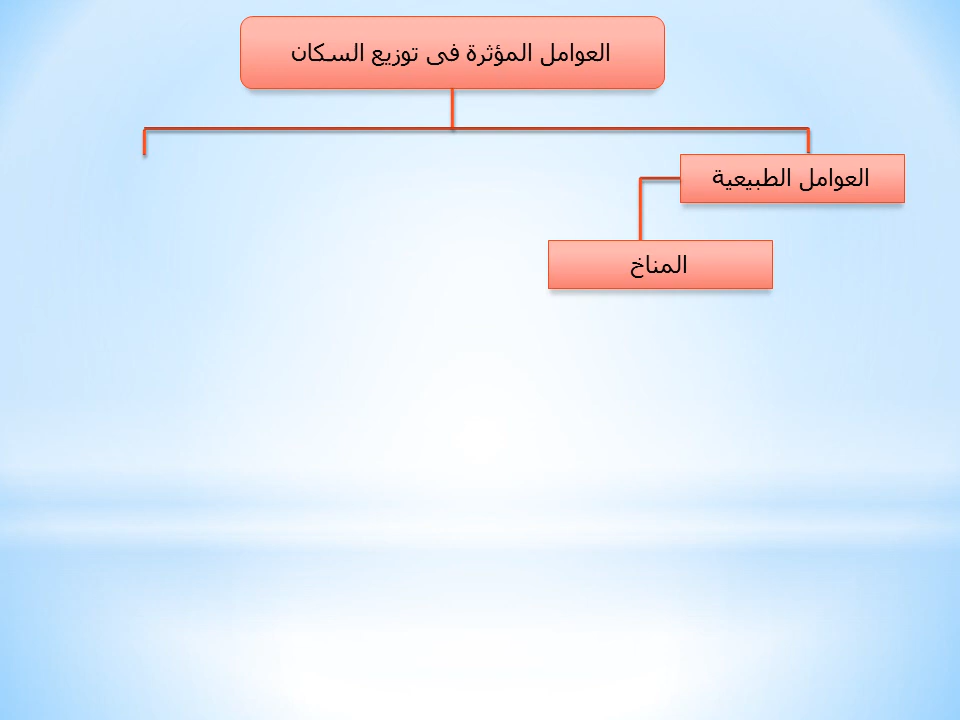 العوامل المؤثرة فى توزيع السكان
العوامل الطبيعية
المناخ